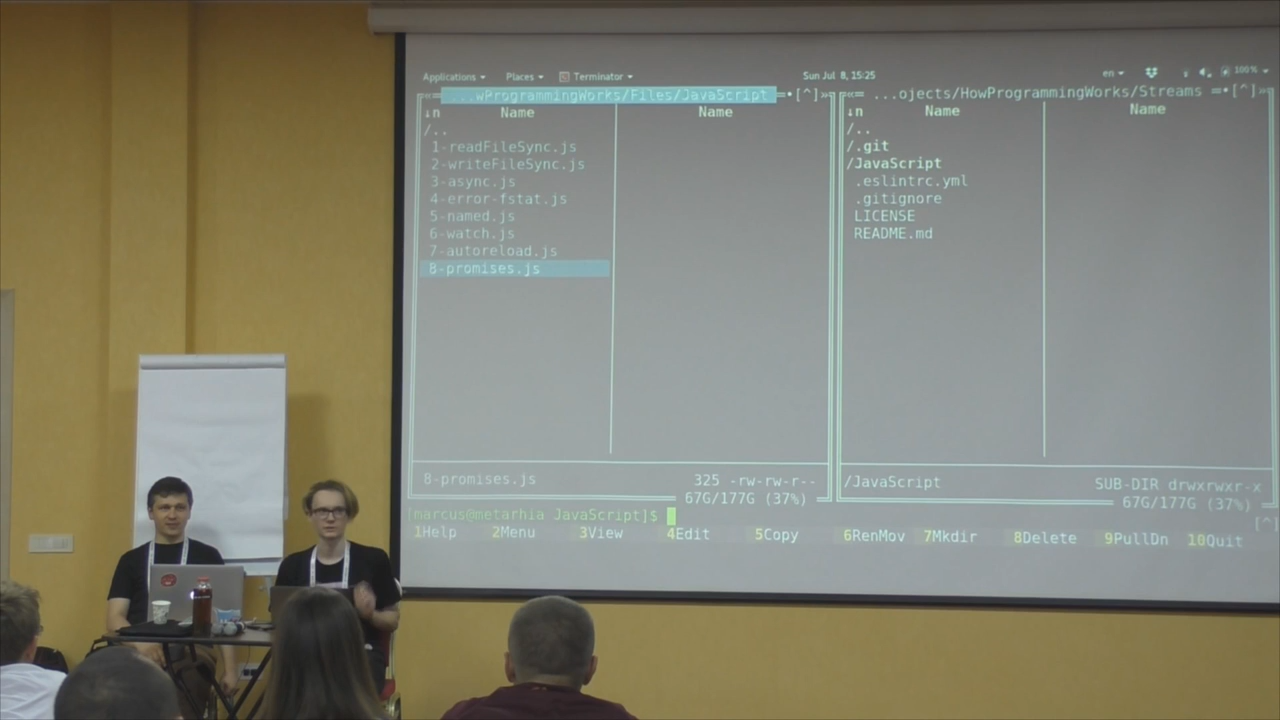 Applications Places Terminator Sun Jul 8, 15:25 en 100%
...wProgrammingWorks/Files/JavaScript
↓n Name Name
/..
1-readFileSync.js
2-writeFileSync.js
3-async.js
4-error-fstat.js
5-named.js
6-watch.js
7-autoreload.js
8-promises.js
8-promises.js 325 -rw-rw-r--
67G/177G (37%)
...ojects/HowProgrammingWorks/Streams
↓n Name Name
/..
/.git
/JavaScript
.eslintrc.yml
.gitignore
LICENSE
README.md
/JavaScript SUB-DIR drwxrwxr-x
67G/177G (37%)
[marcus@metarhia JavaScript]$
1Help 2Menu 3View 4Edit 5Copy 6RenMov 7Mkdir 8Delete 9PullDn 10Quit